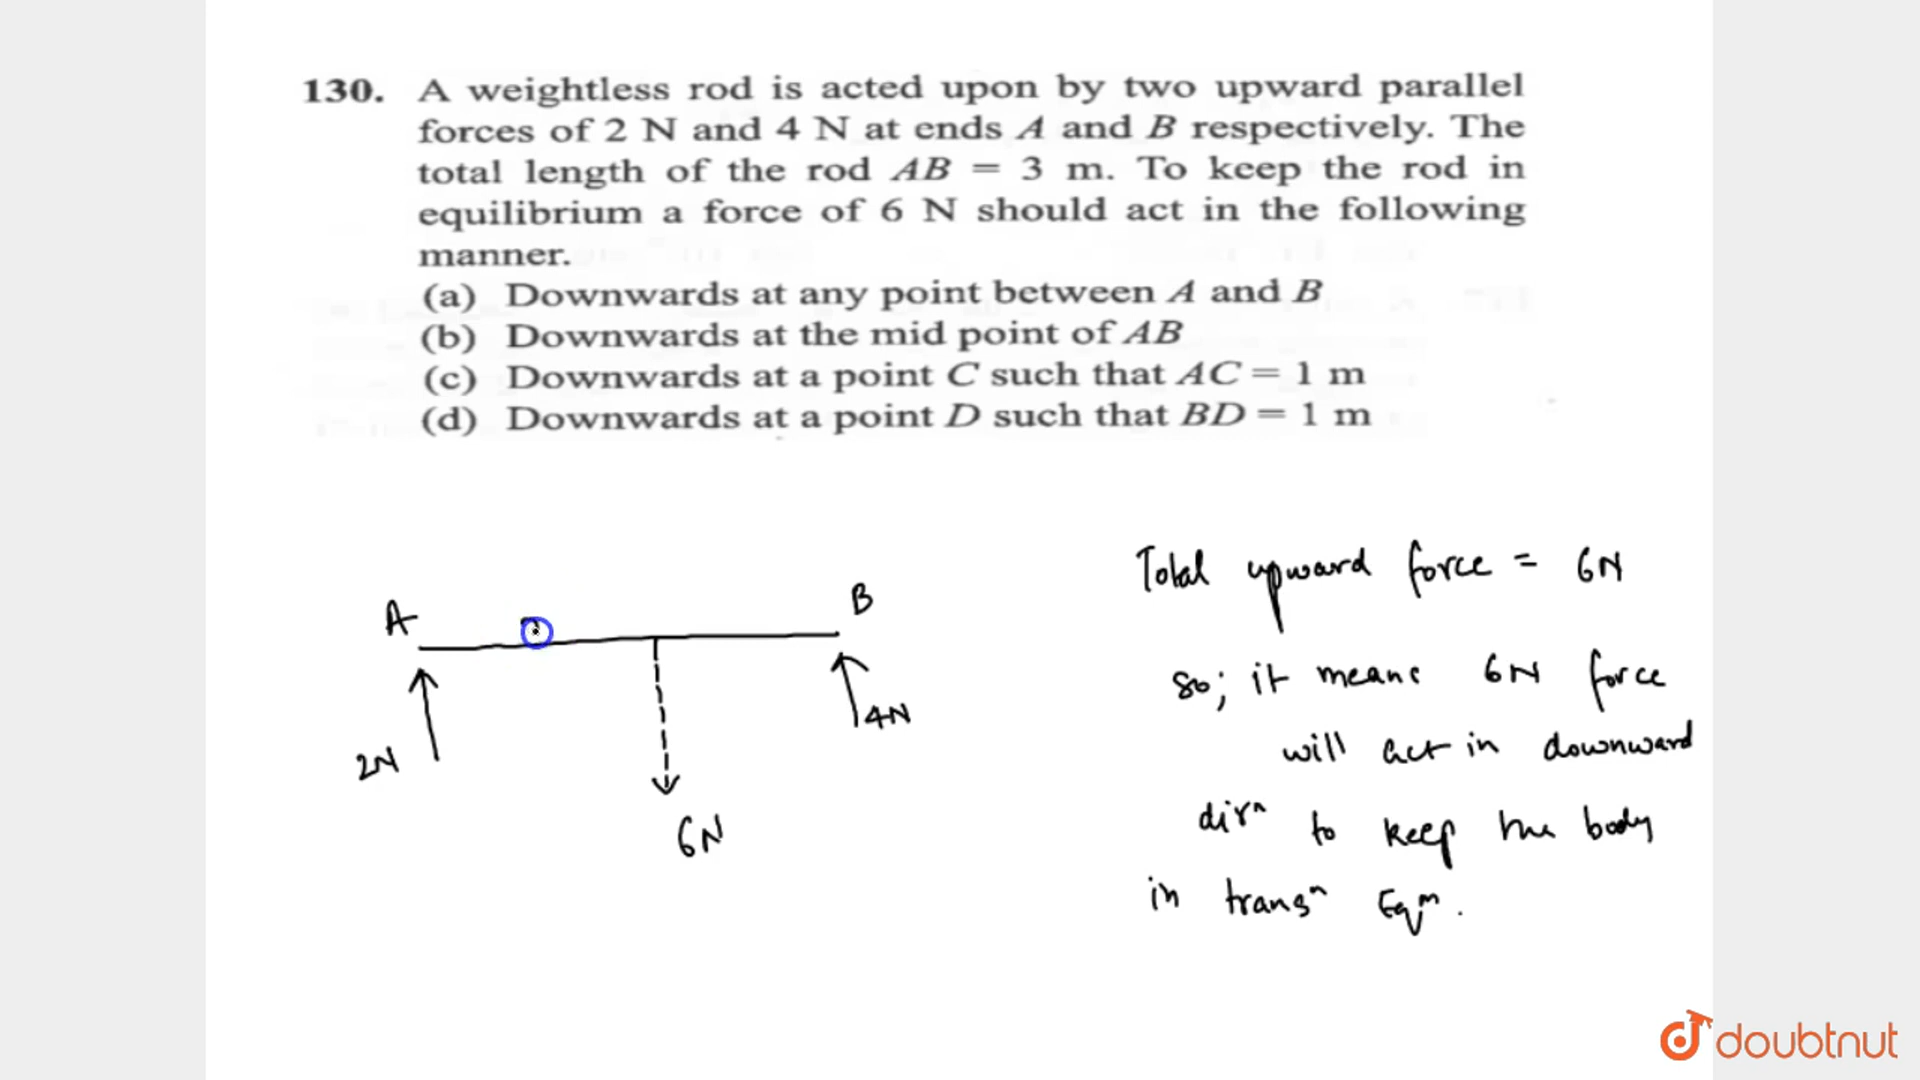 130. A weightless rod is acted upon by two upward parallel
forces of 2 N and 4 N at ends A and B respectively. The
total length of the rod AB = 3 m. To keep the rod in
equilibrium a force of 6 N should act in the following
manner.
(a) Downwards at any point between A and B
(b) Downwards at the mid point of AB
(c) Downwards at a point C such that AC = 1 m
(d) Downwards at a point D such that BD = 1 m
A
B
2N
4N
6N
Total upward force = 6N
So; it means 6N force
will act in downward
dirⁿ to keep the body
in transⁿ Eqᵐ.
doubtnut